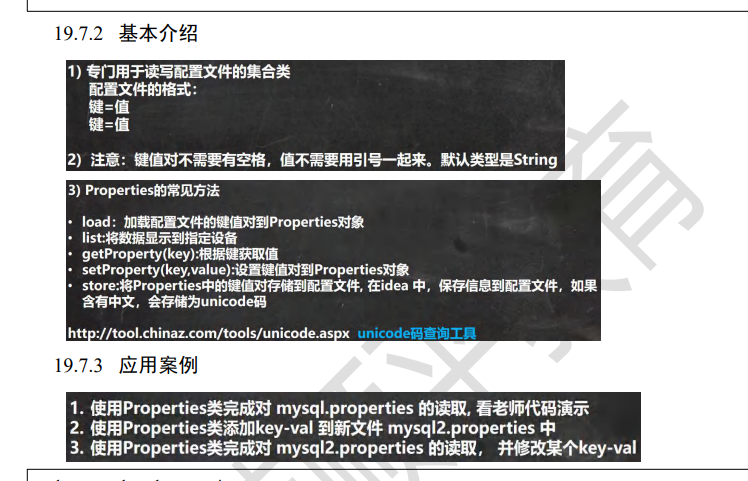 19.7.2 基本介绍
1) 专门用于读写配置文件的集合类
配置文件的格式：
键=值
键=值
2) 注意：键值对不需要有空格，值不需要用引号一起来。默认类型是String
3) Properties的常见方法
• load：加载配置文件的键值对到Properties对象
• list:将数据显示到指定设备
• getProperty(key):根据键获取值
• setProperty(key,value):设置键值对到Properties对象
• store:将Properties中的键值对存储到配置文件, 在idea 中，保存信息到配置文件，如果
含有中文，会存储为unicode码
http://tool.chinaz.com/tools/unicode.aspx unicode码查询工具
19.7.3 应用案例
1. 使用Properties类完成对 mysql.properties 的读取, 看老师代码演示
2. 使用Properties类添加key-val 到新文件 mysql2.properties 中
3. 使用Properties类完成对 mysql2.properties 的读取， 并修改某个key-val